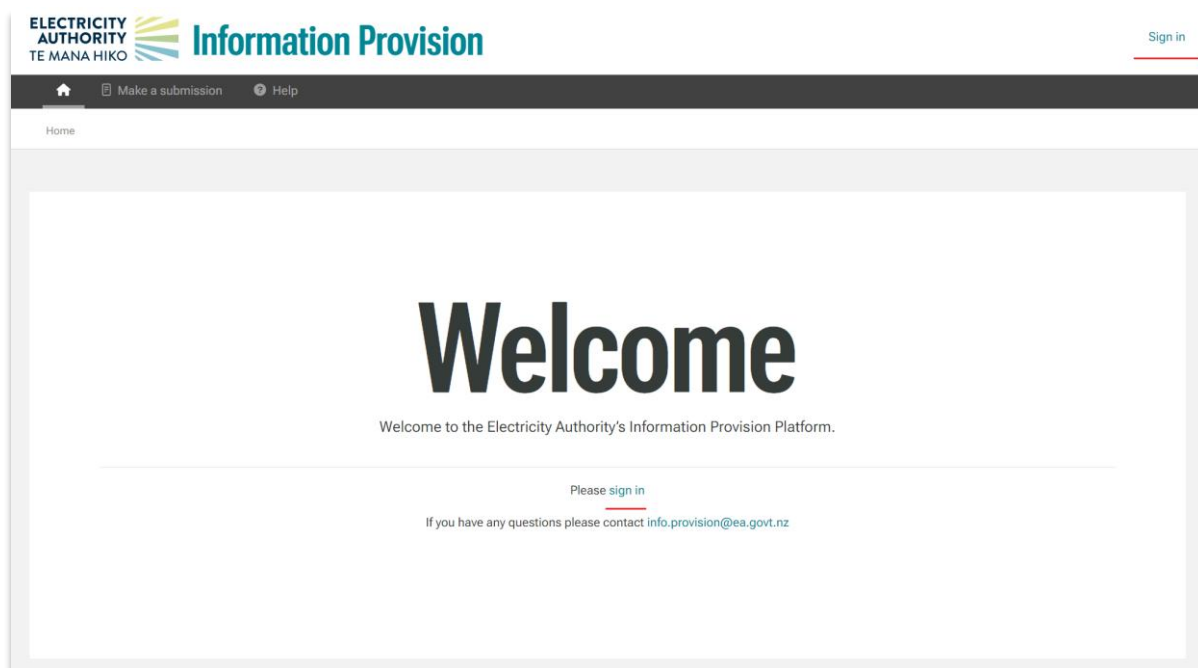 ELECTRICITY
AUTHORITY
TE MANA HIKO
Information Provision
Sign in
Make a submission
Help
Home
Welcome
Welcome to the Electricity Authority's Information Provision Platform.
Please sign in
If you have any questions please contact info.provision@ea.govt.nz